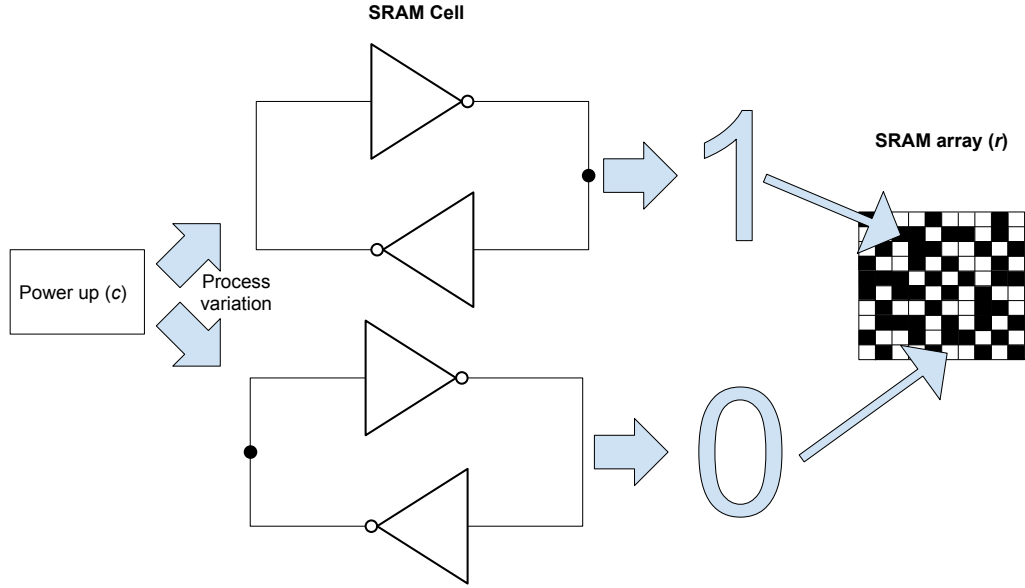 SRAM Cell
SRAM array (r)
Power up (c)
Process
variation
1
0